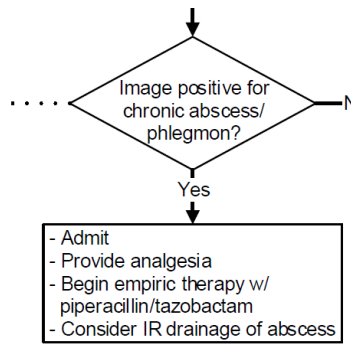 Image positive for
chronic abscess/
phlegmon?
N
Yes
- Admit
- Provide analgesia
- Begin empiric therapy w/
piperacillin/tazobactam
- Consider IR drainage of abscess